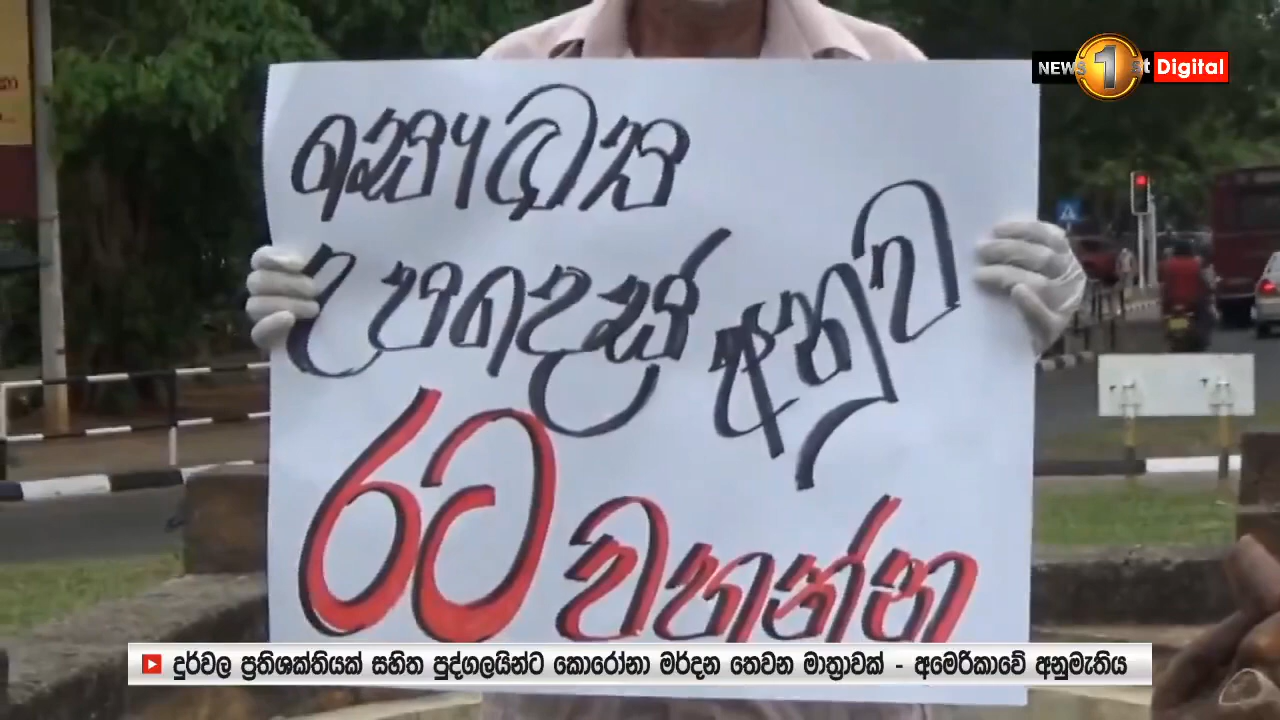 NEWS 1st Digital
සෞඛ්‍ය
උපදෙස් අනුව
රට වහන්න
දුර්වල ප්‍රතිශක්තියක් සහිත පුද්ගලයින්ට කොරෝනා මර්දන තෙවන මාත්‍රාවක් - අමෙරිකාවේ අනුමැතිය